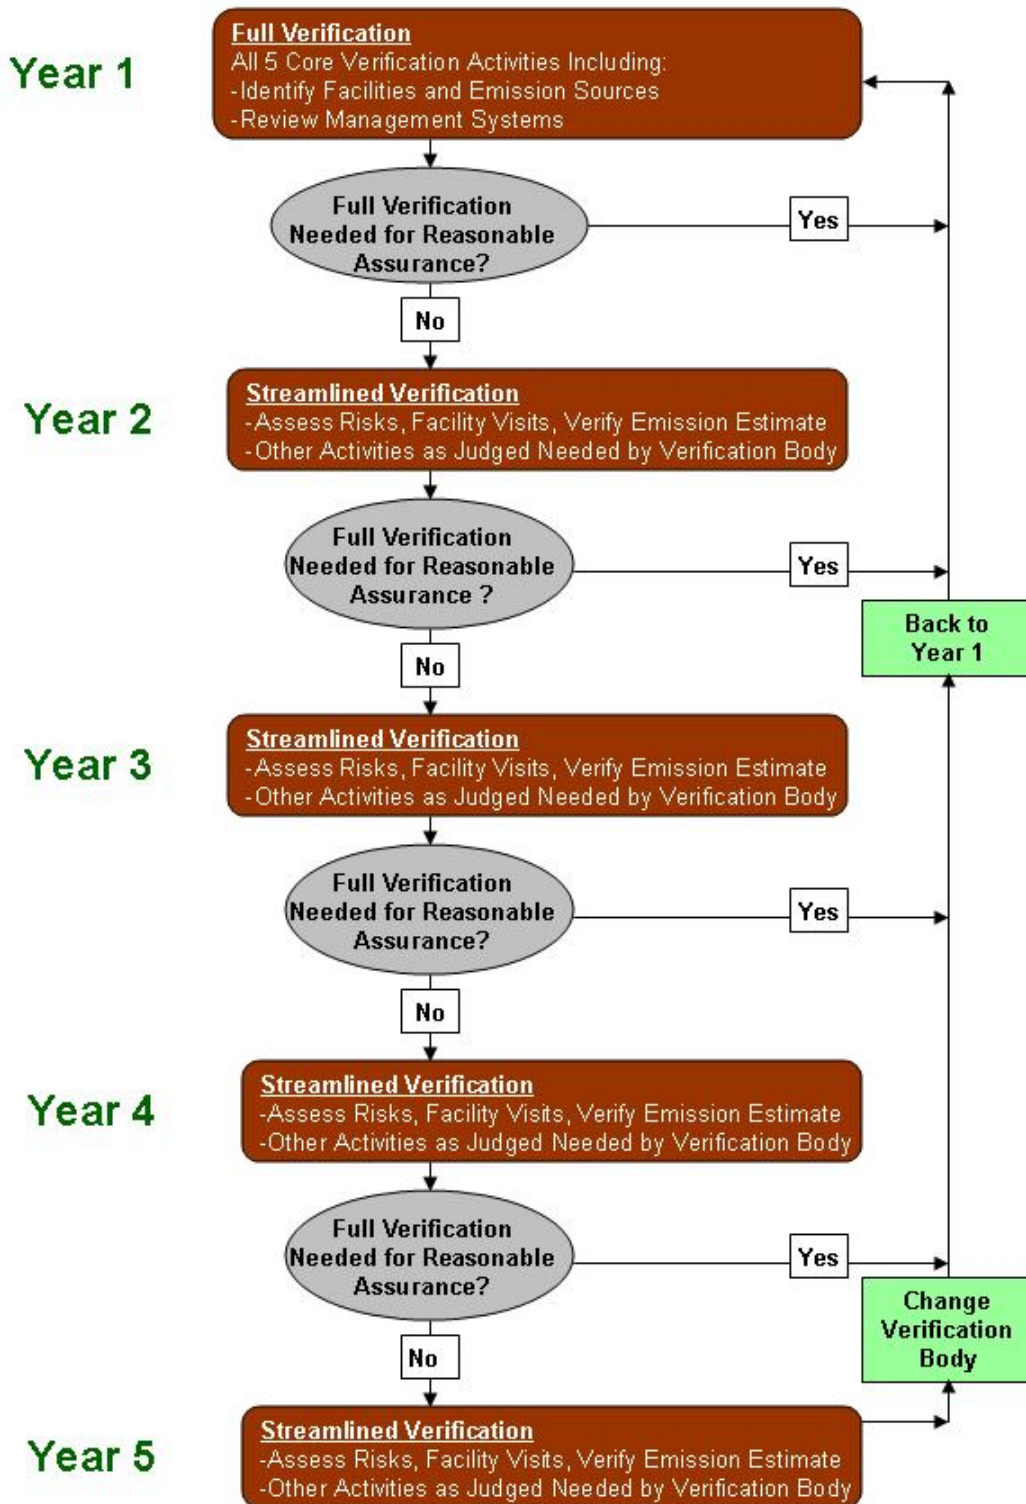 Year 1
Full Verification
All 5 Core Verification Activities Including:
-Identify Facilities and Emission Sources
-Review Management Systems
Full Verification
Needed for Reasonable
Assurance?
Yes
No
Year 2
Streamlined Verification
-Assess Risks, Facility Visits, Verify Emission Estimate
-Other Activities as Judged Needed by Verification Body
Full Verification
Needed for Reasonable
Assurance ?
Yes
Back to
Year 1
No
Year 3
Streamlined Verification
-Assess Risks, Facility Visits, Verify Emission Estimate
-Other Activities as Judged Needed by Verification Body
Full Verification
Needed for Reasonable
Assurance?
Yes
No
Year 4
Streamlined Verification
-Assess Risks, Facility Visits, Verify Emission Estimate
-Other Activities as Judged Needed by Verification Body
Full Verification
Needed for Reasonable
Assurance?
Yes
Change
Verification
Body
No
Year 5
Streamlined Verification
-Assess Risks, Facility Visits, Verify Emission Estimate
-Other Activities as Judged Needed by Verification Body